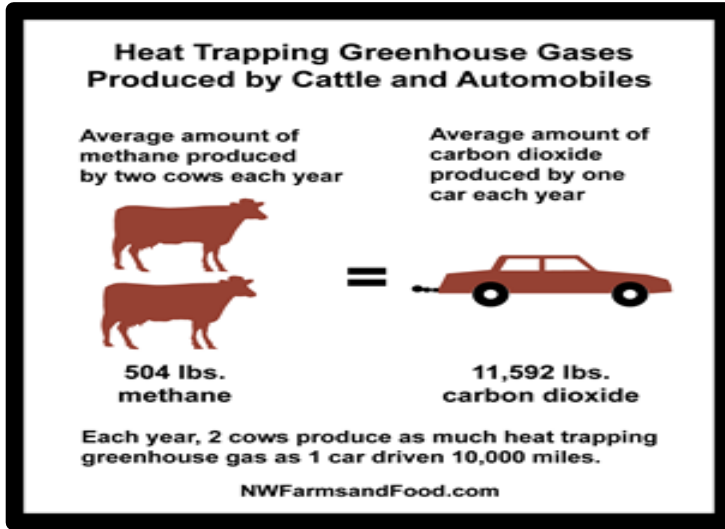 Heat Trapping Greenhouse Gases
Produced by Cattle and Automobiles
Average amount of
methane produced
by two cows each year
Average amount of
carbon dioxide
produced by one
car each year
=
504 lbs.
methane
11,592 lbs.
carbon dioxide
Each year, 2 cows produce as much heat trapping
greenhouse gas as 1 car driven 10,000 miles.
NWFarmsandFood.com